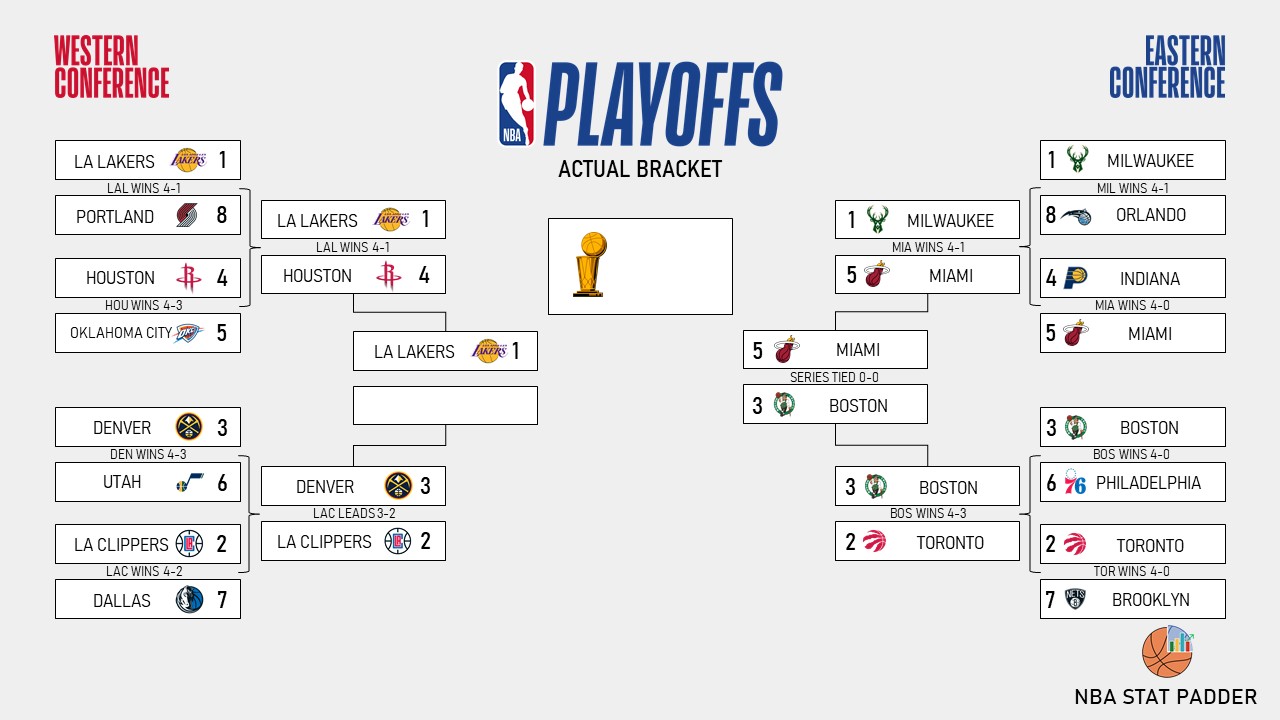 WESTERN
CONFERENCE
EASTERN
CONFERENCE
NBA
PLAYOFFS
ACTUAL BRACKET
LA LAKERS LAKERS 1
LAL WINS 4-1
PORTLAND 8
HOUSTON 4
HOU WINS 4-3
OKLAHOMA CITY OKC 5
DENVER 3
DEN WINS 4-3
UTAH 6
LA CLIPPERS 2
LAC WINS 4-2
DALLAS 7
LA LAKERS LAKERS 1
LAL WINS 4-1
HOUSTON 4
DENVER 3
LAC LEADS 3-2
LA CLIPPERS 2
LA LAKERS LAKERS 1
5 MIAMI
SERIES TIED 0-0
3 BOSTON
1 MILWAUKEE
MIA WINS 4-1
5 MIAMI
3 BOSTON
BOS WINS 4-3
2 TORONTO
1 MILWAUKEE
MIL WINS 4-1
8 ORLANDO
4 INDIANA
MIA WINS 4-0
5 MIAMI
3 BOSTON
BOS WINS 4-0
6 76 PHILADELPHIA
2 TORONTO
TOR WINS 4-0
7 NETS B BROOKLYN
NBA STAT PADDER